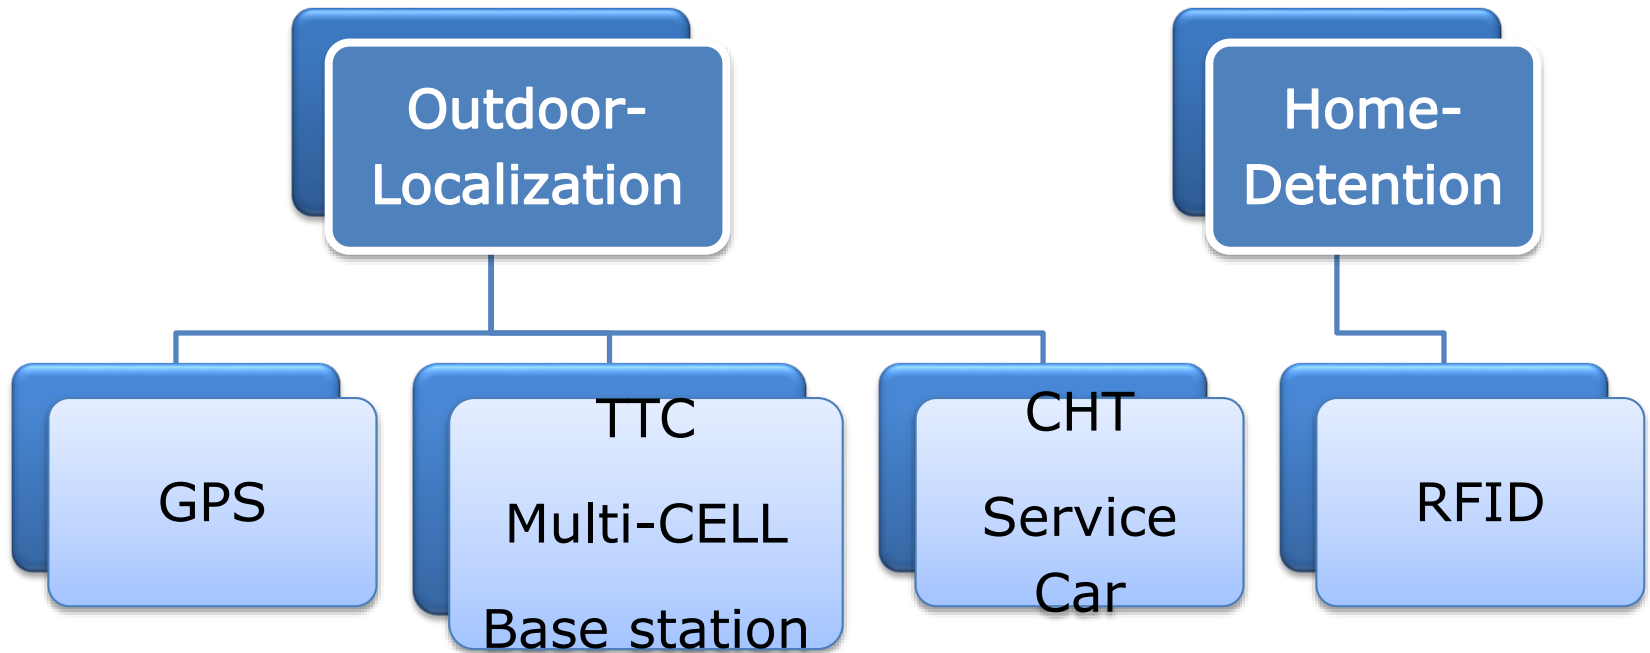 Outdoor-
Localization
Home-
Detention
GPS
TTC
Multi-CELL
Base station
CHT
Service
Car
RFID